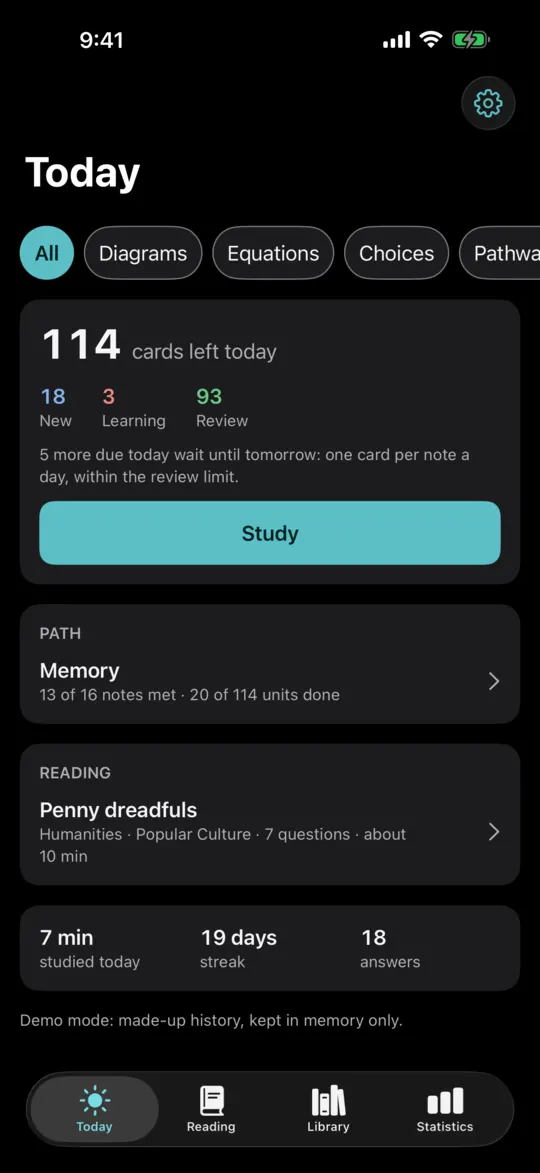 9:41
Today
All
Diagrams
Equations
Choices
Pathwa
114 cards left today
18 3 93
New Learning Review
5 more due today wait until tomorrow: one card per note a
day, within the review limit.
Study
PATH
Memory
13 of 16 notes met · 20 of 114 units done
READING
Penny dreadfuls
Humanities · Popular Culture · 7 questions · about
10 min
7 min 19 days 18
studied today streak answers
Demo mode: made-up history, kept in memory only.
Today Reading Library Statistics